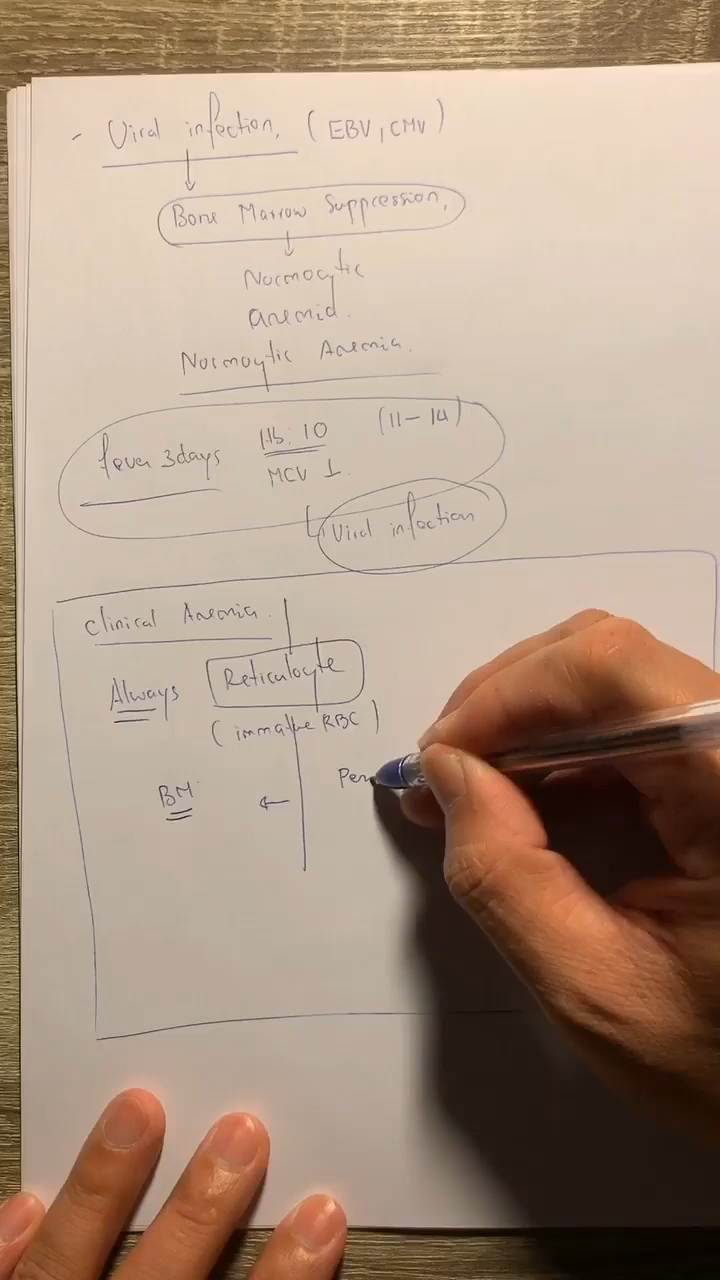 - Viral infection, (EBV, CMV)
↓
Bone Marrow Suppression,
↓
Normocytic
anemia.
Normocytic Anemia.
fever 3days Hb: 10 (11-14)
MCV ⊥.
↳ Viral infection
Clinical Anemia.
Always Reticulocyte
(immature RBC)
BM ← Per